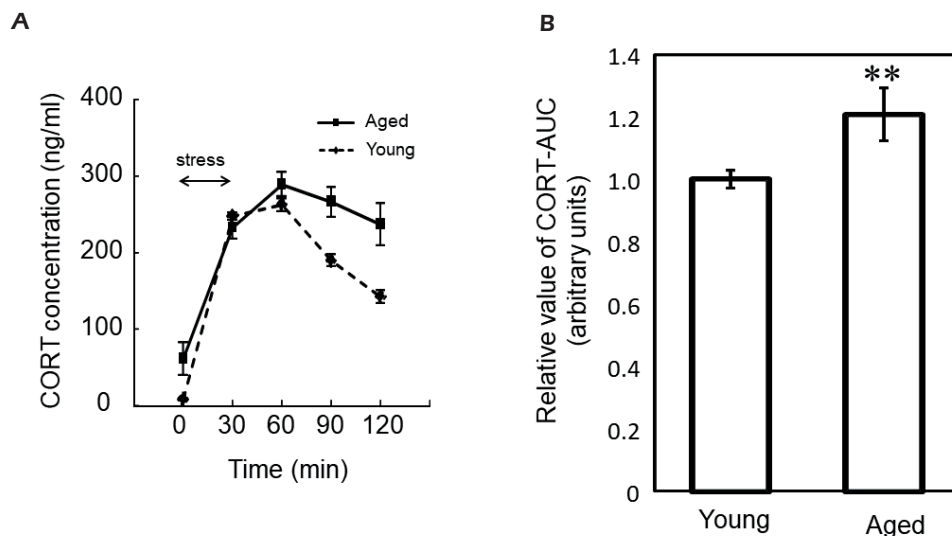 A
CORT concentration (ng/ml)
400
300
200
100
0
stress
Aged
Young
0 30 60 90 120
Time (min)
B
Relative value of CORT-AUC
(arbitrary units)
1.4
1.2
1.0
0.8
0.6
0.4
0.2
0
**
Young Aged